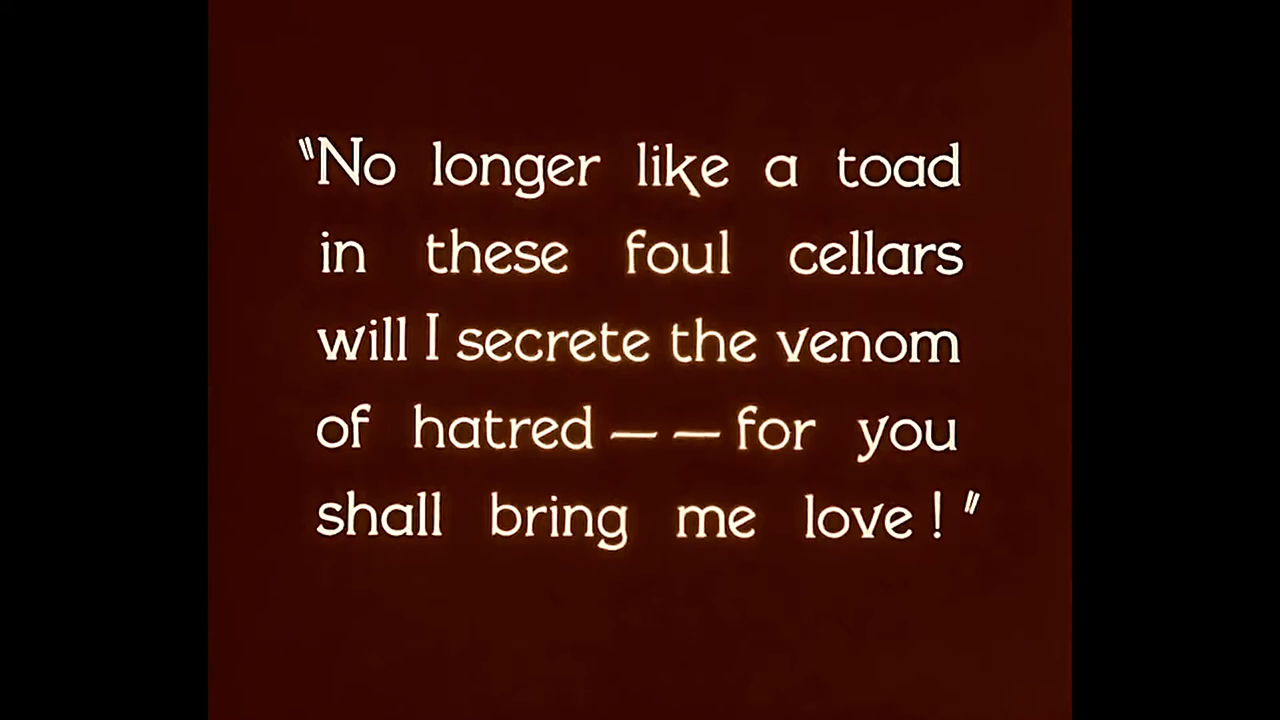 "No longer like a toad
in these foul cellars
will I secrete the venom
of hatred — — for you
shall bring me love ! "